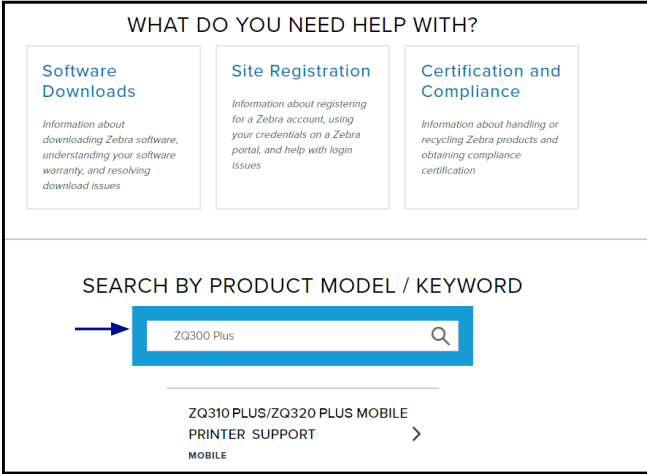 WHAT DO YOU NEED HELP WITH?
Software
Downloads
Information about
downloading Zebra software,
understanding your software
warranty, and resolving
download issues
Site Registration
Information about registering
for a Zebra account, using
your credentials on a Zebra
portal, and help with login
issues
Certification and
Compliance
Information about handling or
recycling Zebra products and
obtaining compliance
certification
SEARCH BY PRODUCT MODEL / KEYWORD
ZQ300 Plus
ZQ310 PLUS/ZQ320 PLUS MOBILE
PRINTER SUPPORT
MOBILE